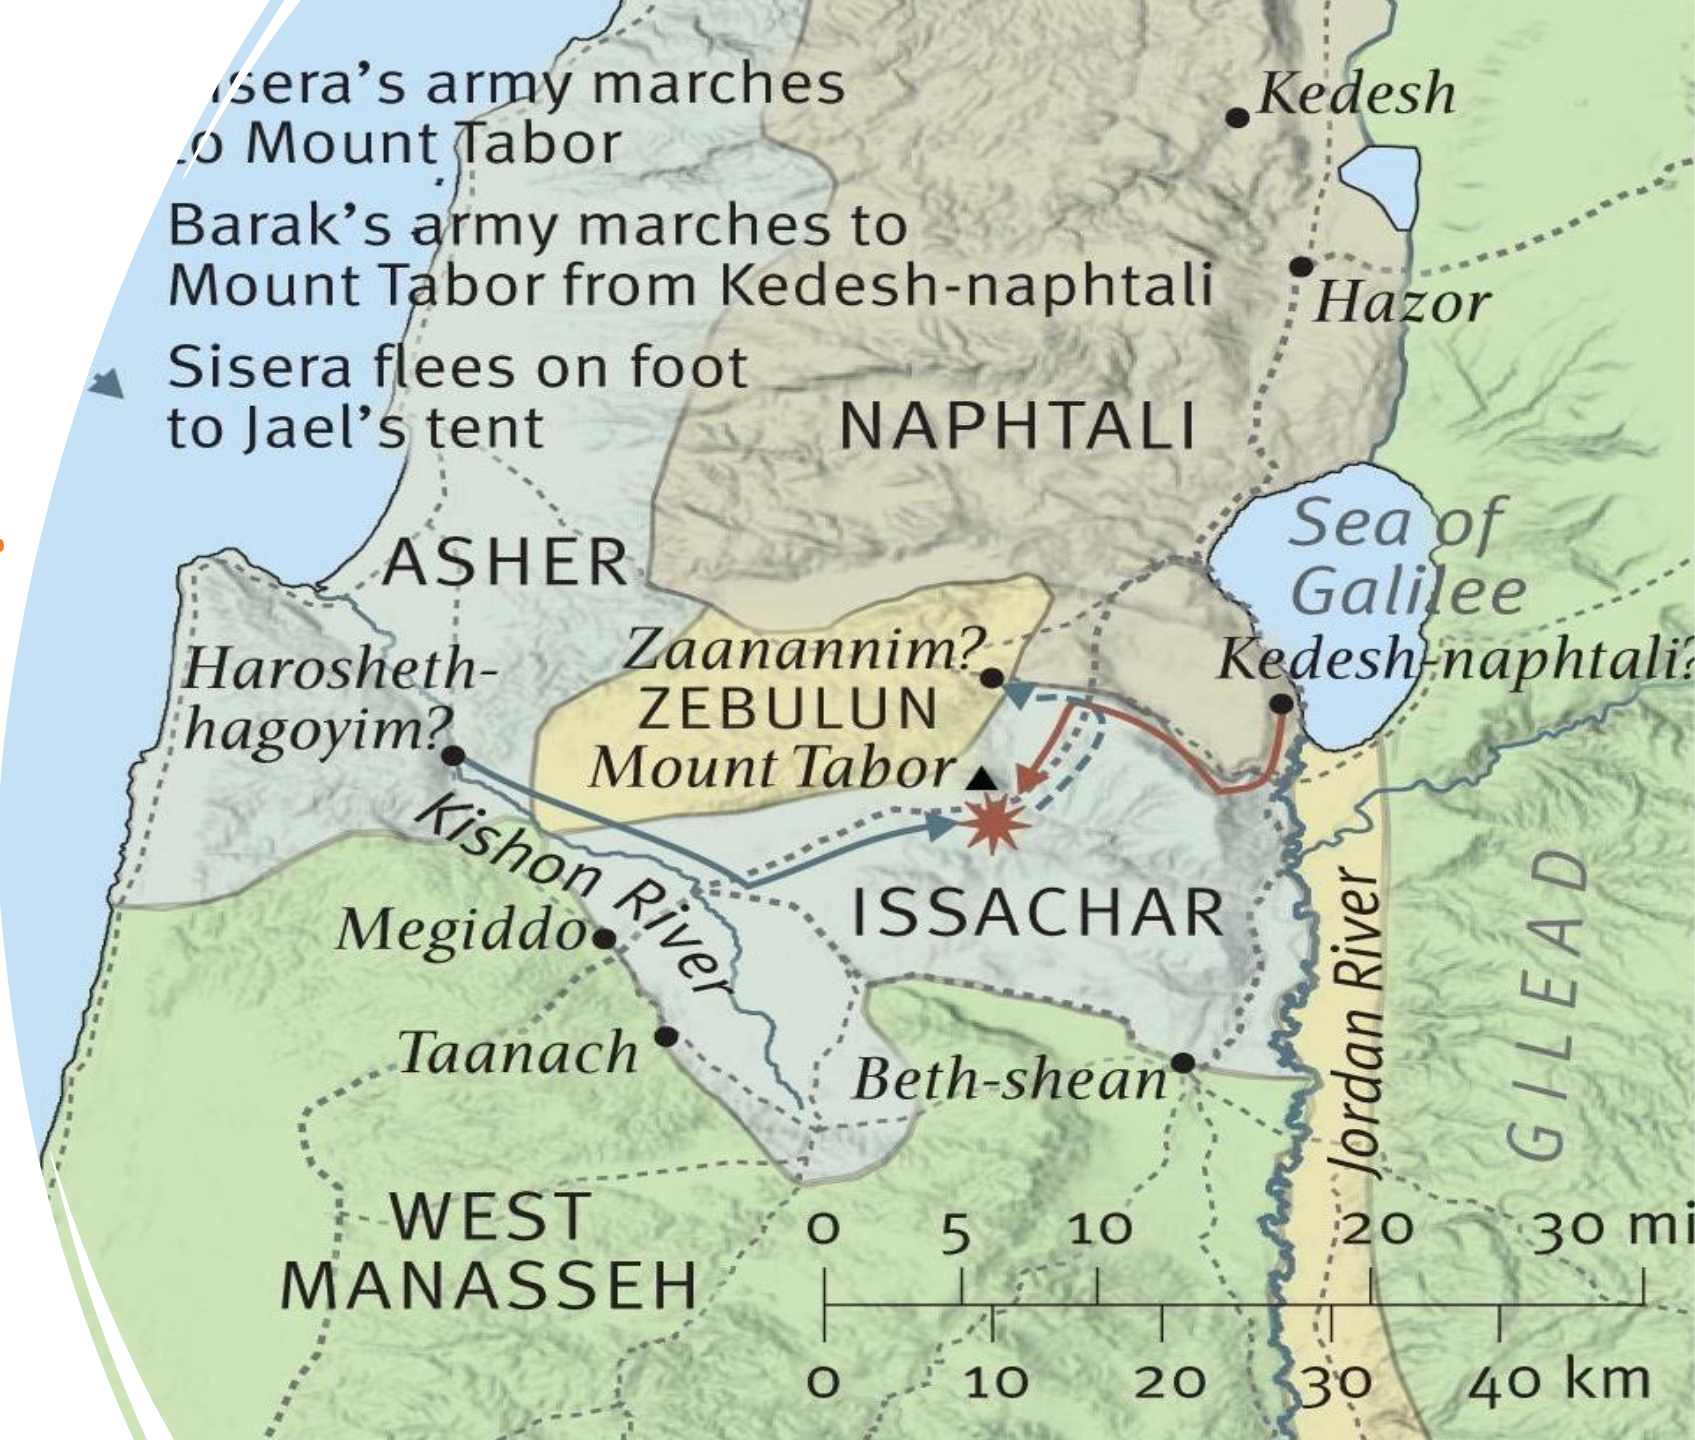 isera's army marches
to Mount Tabor
Barak's army marches to
Mount Tabor from Kedesh-naphtali
Sisera flees on foot
to Jael's tent
Kedesh
Hazor
NAPHTALI
Sea of
Galilee
ASHER
Kedesh-naphtali?
Zaanannim?
Harosheth-
hagoyim?
ZEBULUN
Mount Tabor
Kishon River
ISSACHAR
Megiddo
Jordan River
GILEAD
Taanach
Beth-shean
WEST
MANASSEH
0 5 10 20 30 mi
0 10 20 30 40 km